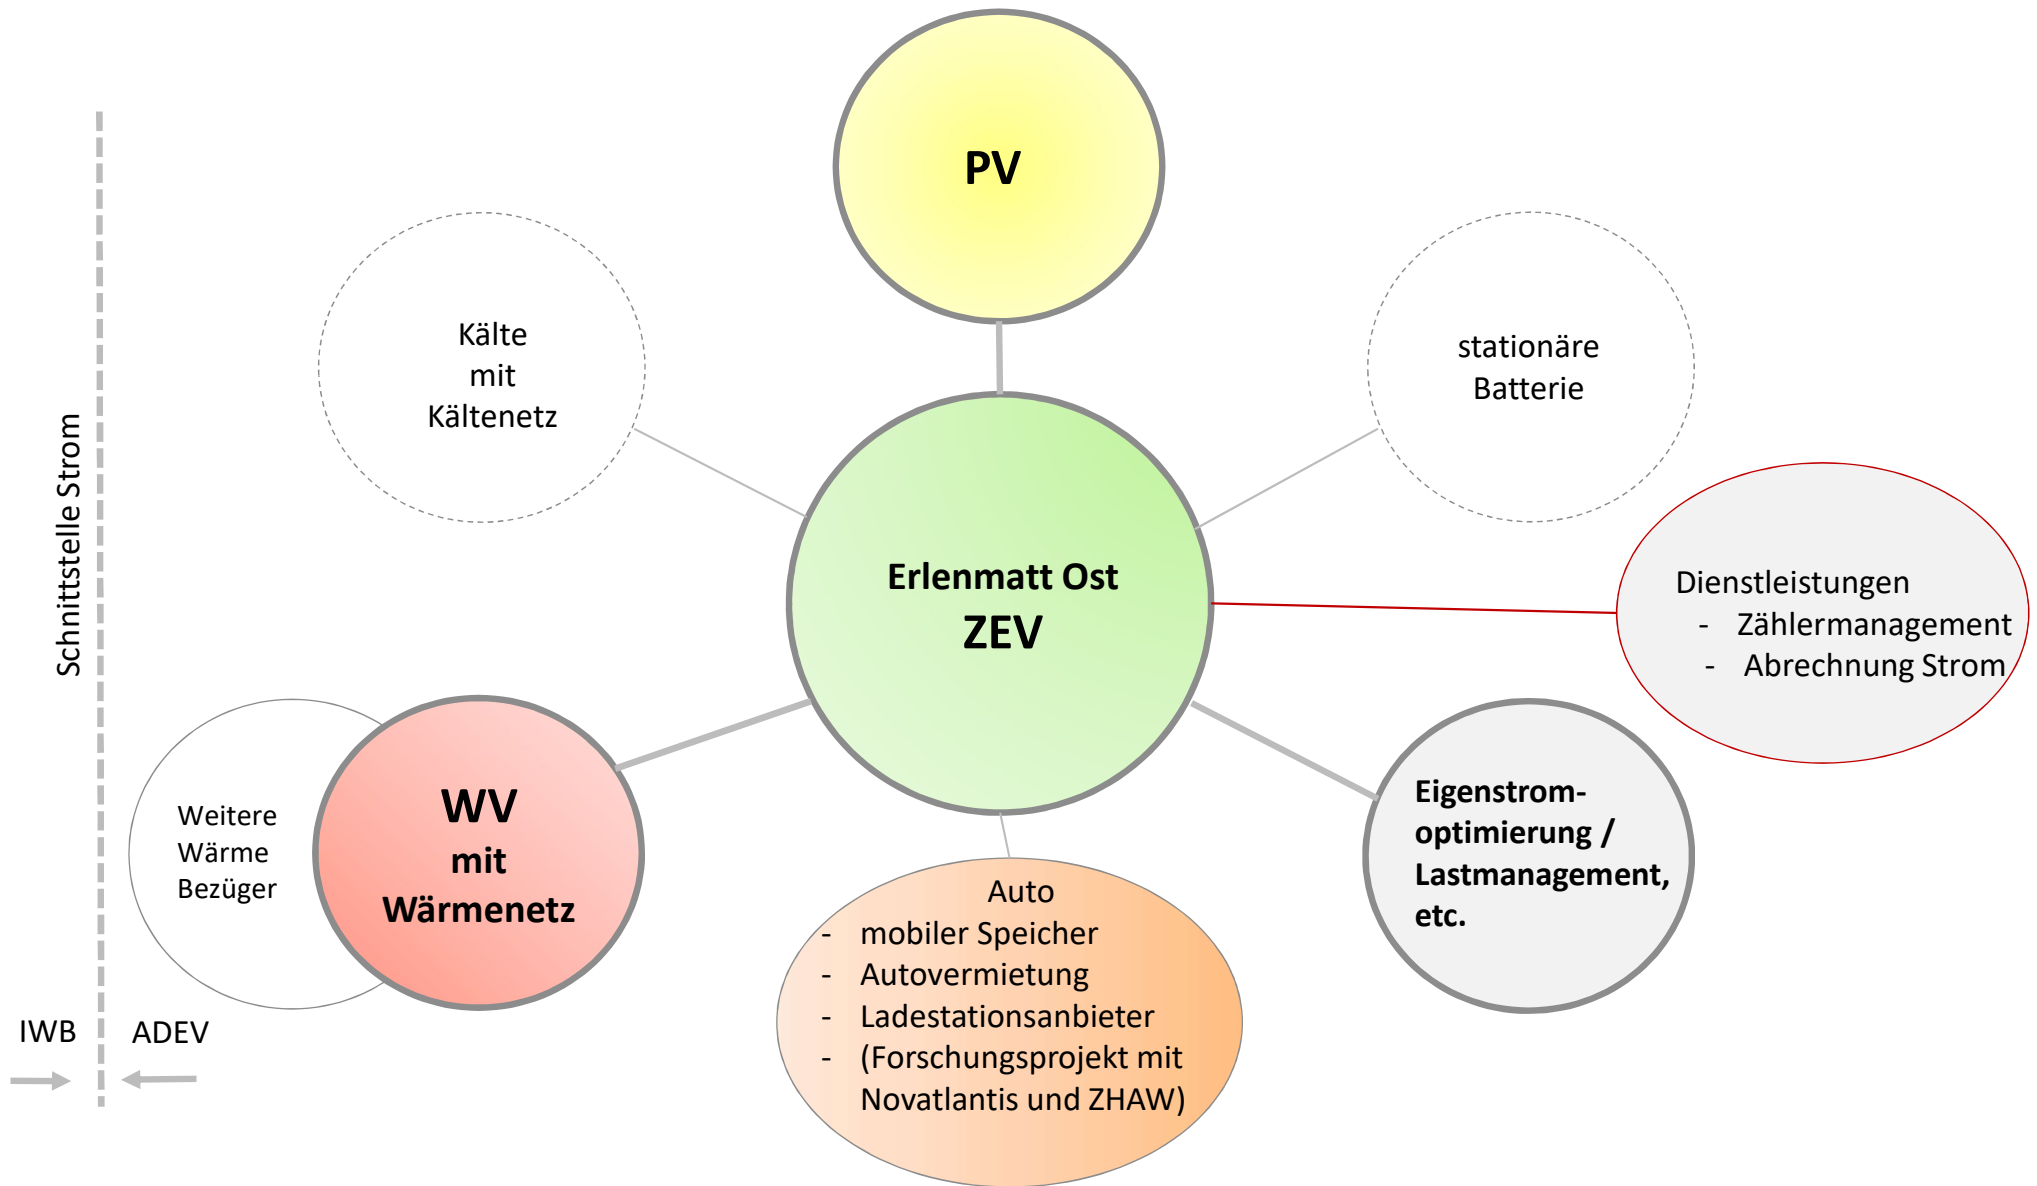 PV
Kälte
mit
Kältenetz
stationäre
Batterie
Schnittstelle Strom
Erlenmatt Ost
ZEV
Dienstleistungen
- Zählermanagement
- Abrechnung Strom
Weitere
Wärme
Bezüger
WV
mit
Wärmenetz
Eigenstrom-
optimierung /
Lastmanagement,
etc.
Auto
- mobiler Speicher
- Autovermietung
- Ladestationsanbieter
- (Forschungsprojekt mit
Novatlantis und ZHAW)
IWB
ADEV